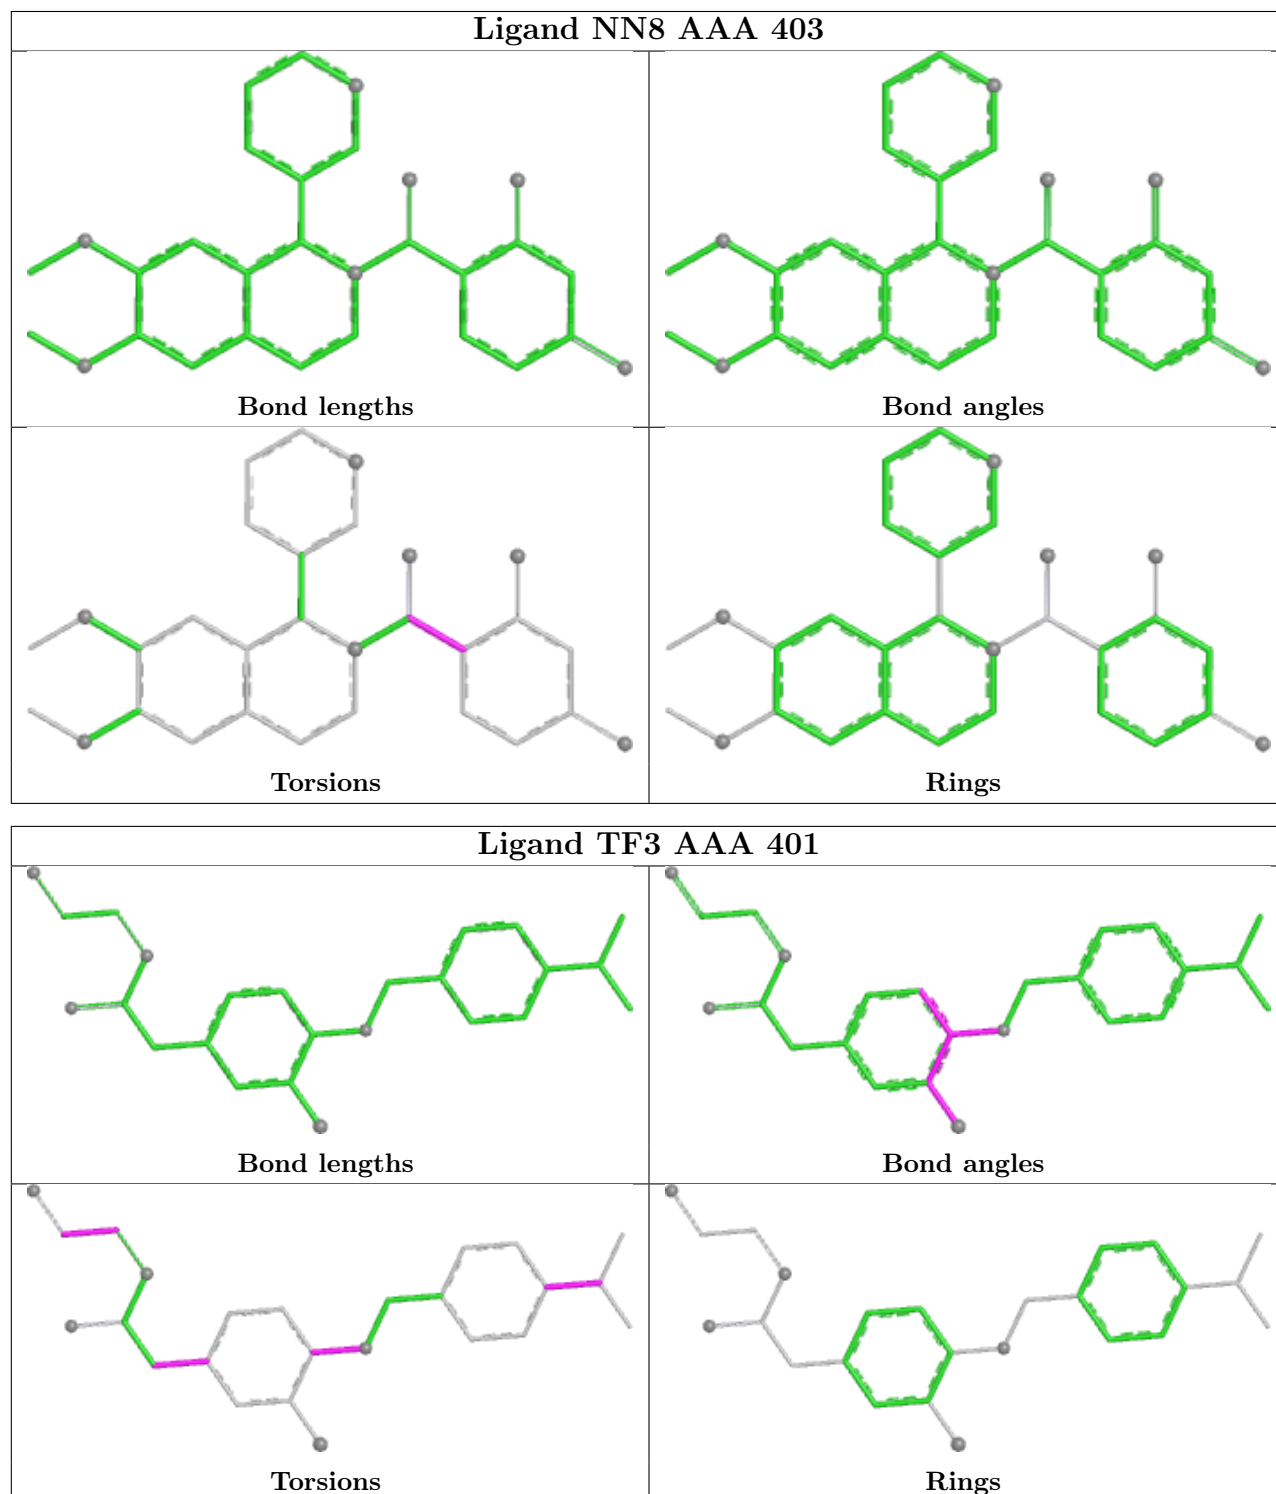 Ligand NN8 AAA 403
Bond lengths
Bond angles
Torsions
Rings
Ligand TF3 AAA 401
Bond lengths
Bond angles
Torsions
Rings